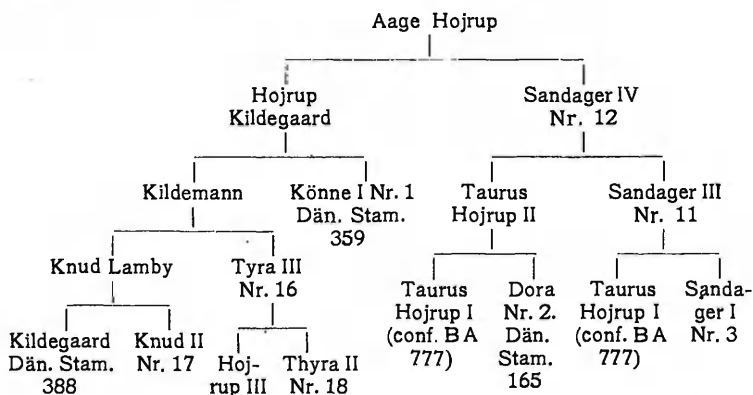 Aage Hojrup
Hojrup
Kildegaard
Sandager IV
Nr. 12
Kildemann
Könne I Nr. 1
Dän. Stam.
359
Taurus
Hojrup II
Sandager III
Nr. 11
Knud Lamby
Tyra III
Nr. 16
Taurus
Hojrup I
(conf. B A
777)
Dora
Nr. 2.
Dän.
Stam.
165
Taurus
Hojrup I
(conf. B A
777)
Sanda-
ger I
Nr. 3
Kildegaard
Dän. Stam.
388
Knud II
Nr. 17
Hoj-
rup III
Thyra II
Nr. 18